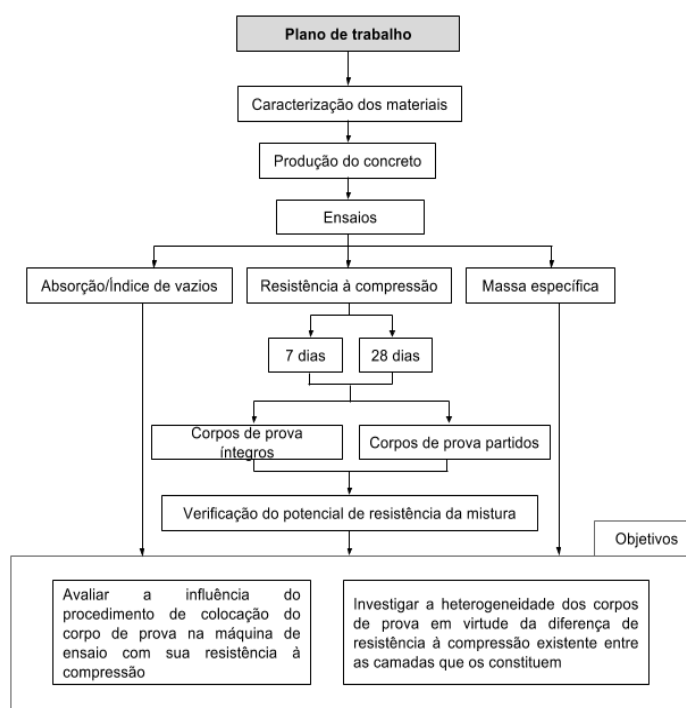 Plano de trabalho
Caracterização dos materiais
Produção do concreto
Ensaios
Absorção/Índice de vazios
Resistência à compressão
Massa específica
7 dias
28 dias
Corpos de prova
íntegros
Corpos de prova partidos
Verificação do potencial de resistência da mistura
Objetivos
Avaliar a influência do
procedimento de colocação do
corpo de prova na máquina de
ensaio com sua resistência à
compressão
Investigar a heterogeneidade dos corpos
de prova em virtude da diferença de
resistência à compressão existente entre
as camadas que os constituem